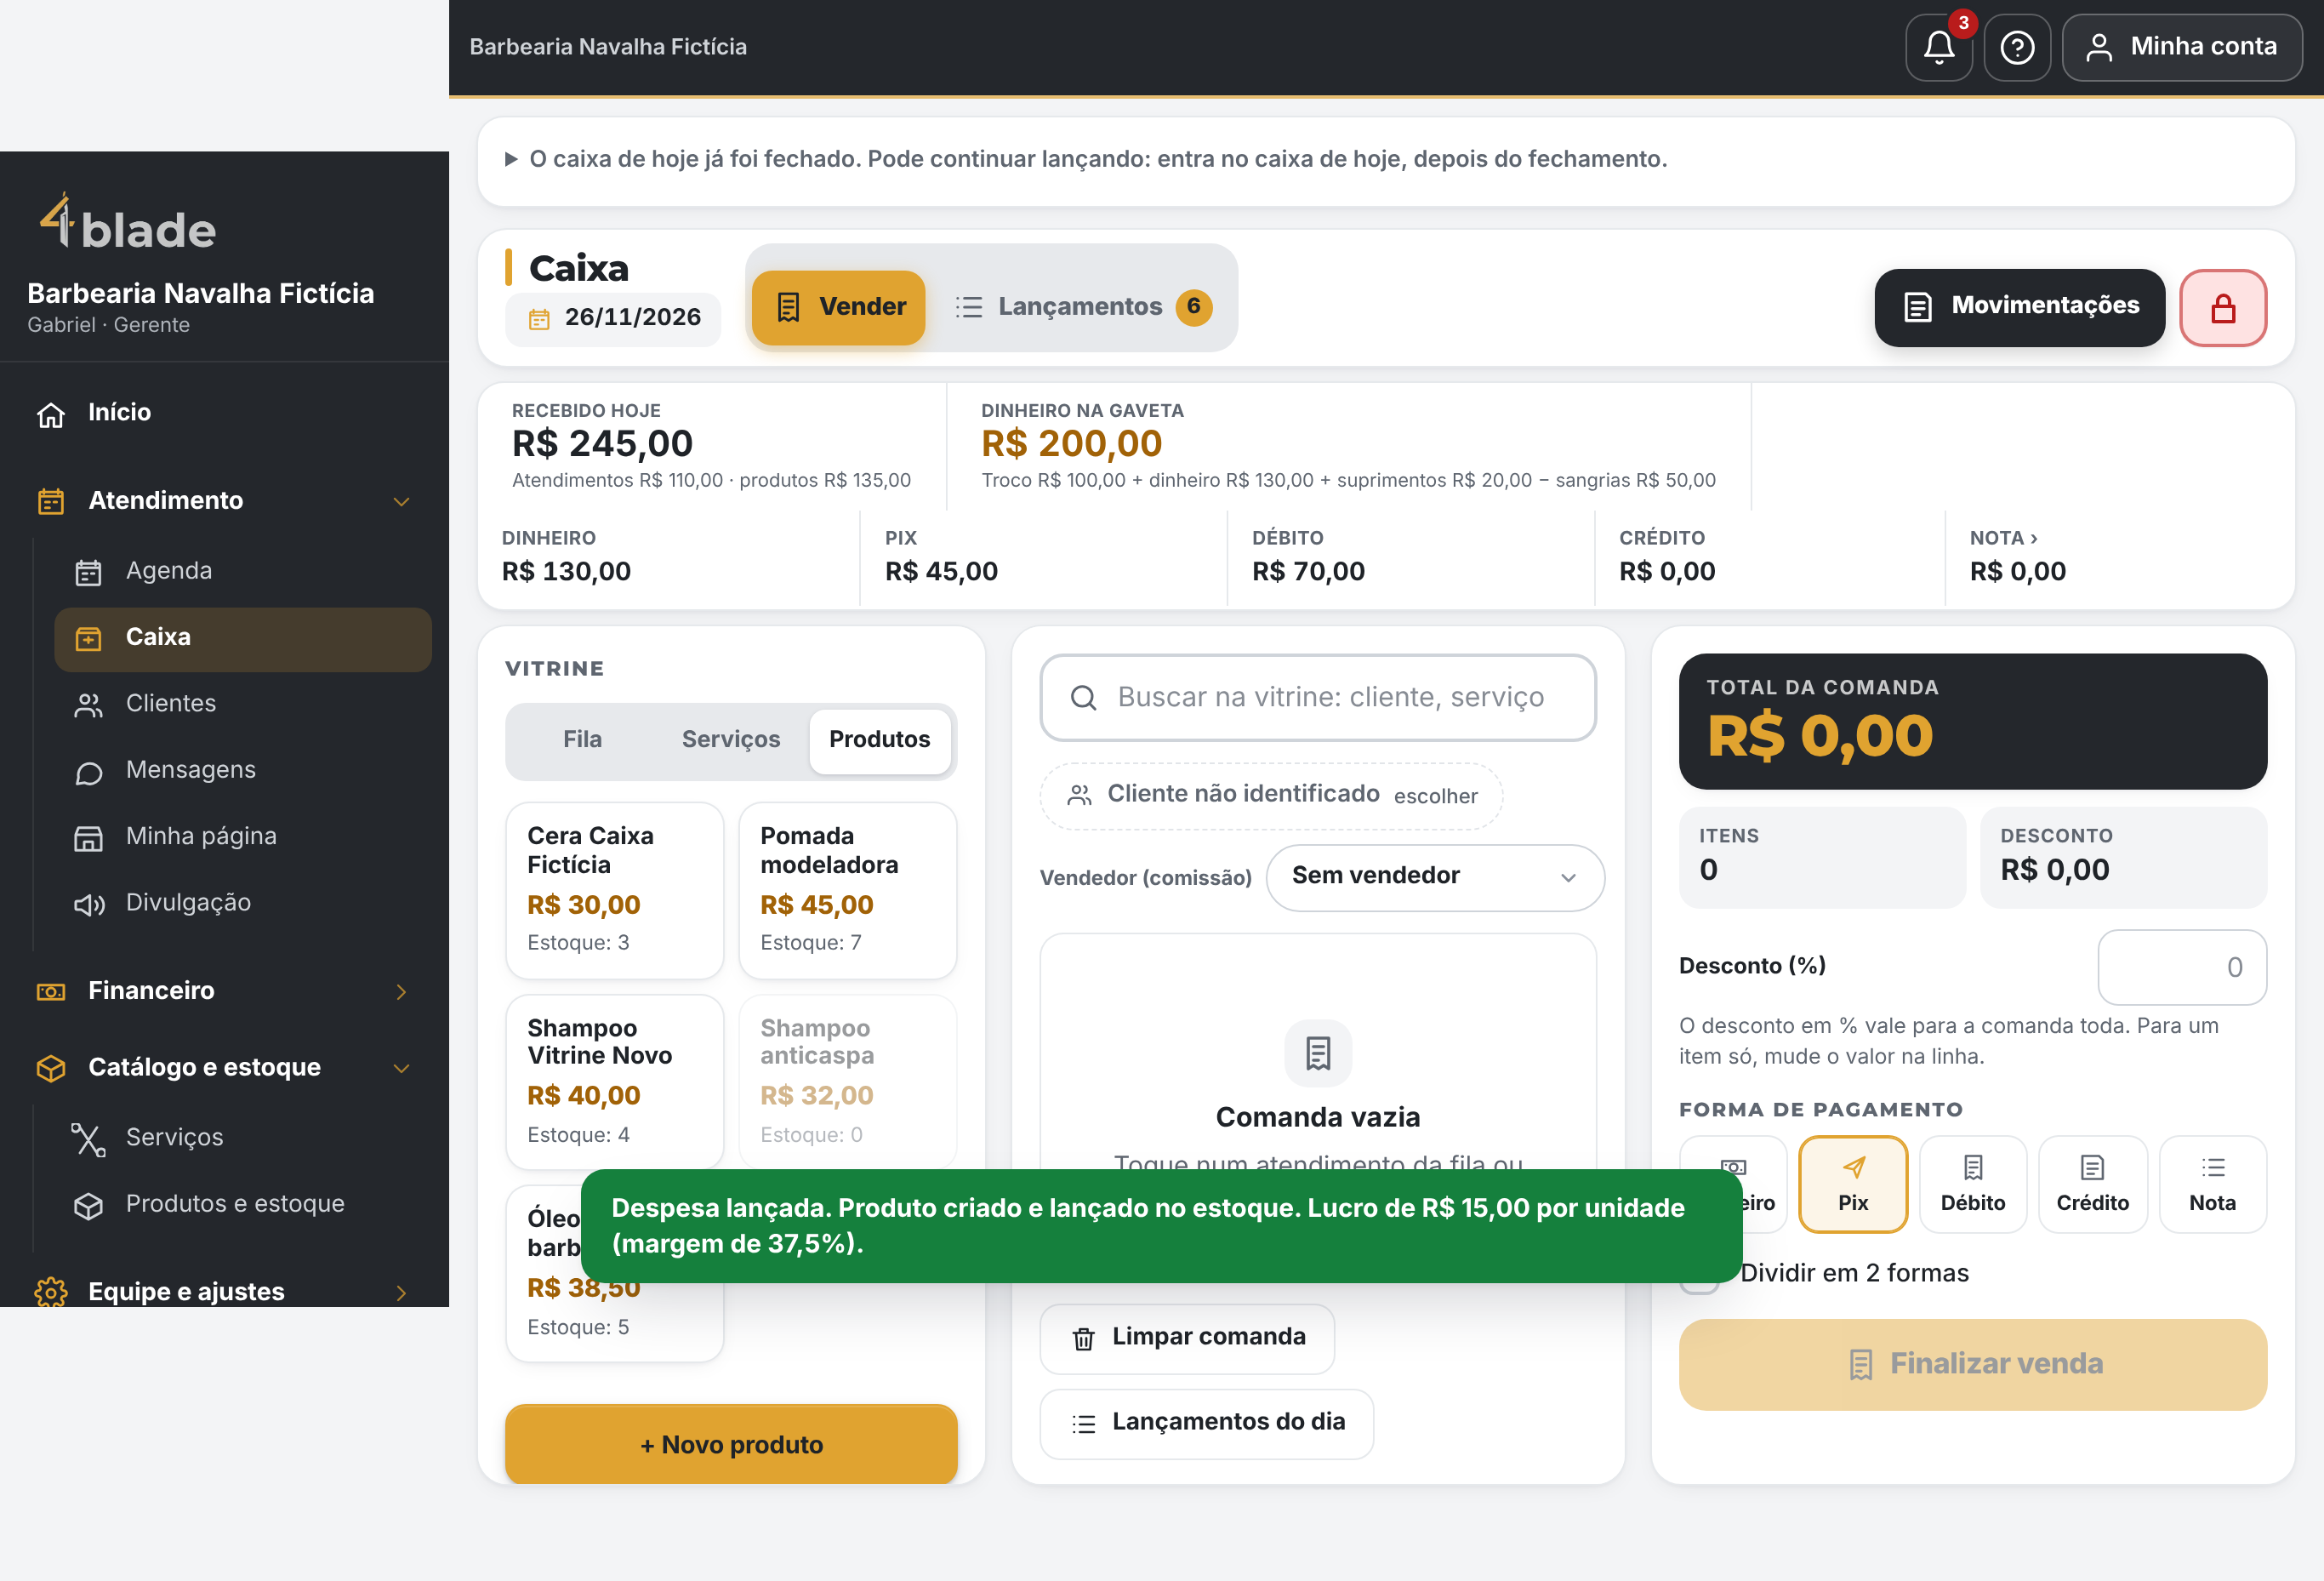 Barbearia Navalha Fictícia
3
Minha conta
4blade
Barbearia Navalha Fictícia
Gabriel · Gerente
Início
Atendimento
Agenda
Caixa
Clientes
Mensagens
Minha página
Divulgação
Financeiro
Catálogo e estoque
Serviços
Produtos e estoque
Equipe e ajustes
O caixa de hoje já foi fechado. Pode continuar lançando: entra no caixa de hoje, depois do fechamento.
Caixa
26/11/2026
Vender
Lançamentos 6
Movimentações
RECEBIDO HOJE
R$ 245,00
Atendimentos R$ 110,00 · produtos R$ 135,00
DINHEIRO NA GAVETA
R$ 200,00
Troco R$ 100,00 + dinheiro R$ 130,00 + suprimentos R$ 20,00 − sangrias R$ 50,00
DINHEIRO
R$ 130,00
PIX
R$ 45,00
DÉBITO
R$ 70,00
CRÉDITO
R$ 0,00
NOTA ›
R$ 0,00
VITRINE
Fila
Serviços
Produtos
Cera Caixa
Fictícia
R$ 30,00
Estoque: 3
Pomada
modeladora
R$ 45,00
Estoque: 7
Shampoo
Vitrine Novo
R$ 40,00
Estoque: 4
Shampoo
anticaspa
R$ 32,00
Estoque: 0
Óleo
barb
R$ 38,50
Estoque: 5
+ Novo produto
Buscar na vitrine: cliente, serviço
Cliente não identificado escolher
Vendedor (comissão)
Sem vendedor
Comanda vazia
Toque num atendimento da fila ou
Despesa lançada. Produto criado e lançado no estoque. Lucro de R$ 15,00 por unidade
(margem de 37,5%).
Limpar comanda
Lançamentos do dia
TOTAL DA COMANDA
R$ 0,00
ITENS
0
DESCONTO
R$ 0,00
Desconto (%)
0
O desconto em % vale para a comanda toda. Para um
item só, mude o valor na linha.
FORMA DE PAGAMENTO
eiro
Pix
Débito
Crédito
Nota
Dividir em 2 formas
Finalizar venda